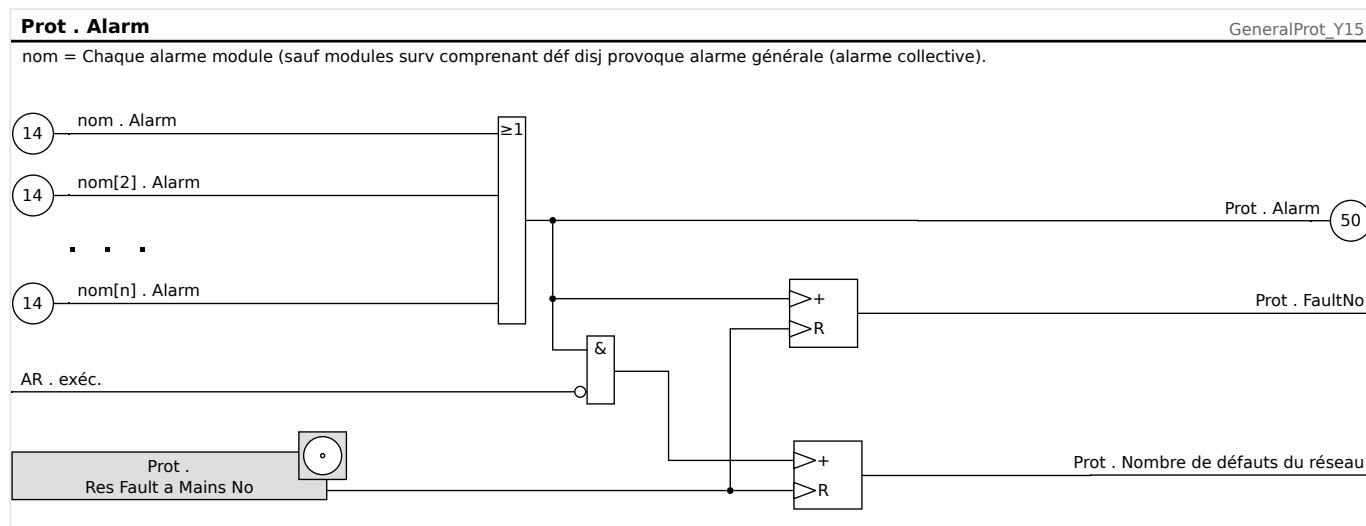 Prot . Alarm
GeneralProt_Y15
nom = Chaque alarme module (sauf modules surv comprenant déf disj provoque alarme générale (alarme collective).
14
nom . Alarm
≥1
14
nom[2] . Alarm
Prot . Alarm
50
. . .
14
nom[n] . Alarm
+
R
Prot . FaultNo
&
AR . exéc.
Prot .
Res Fault a Mains No
+
R
Prot . Nombre de défauts du réseau